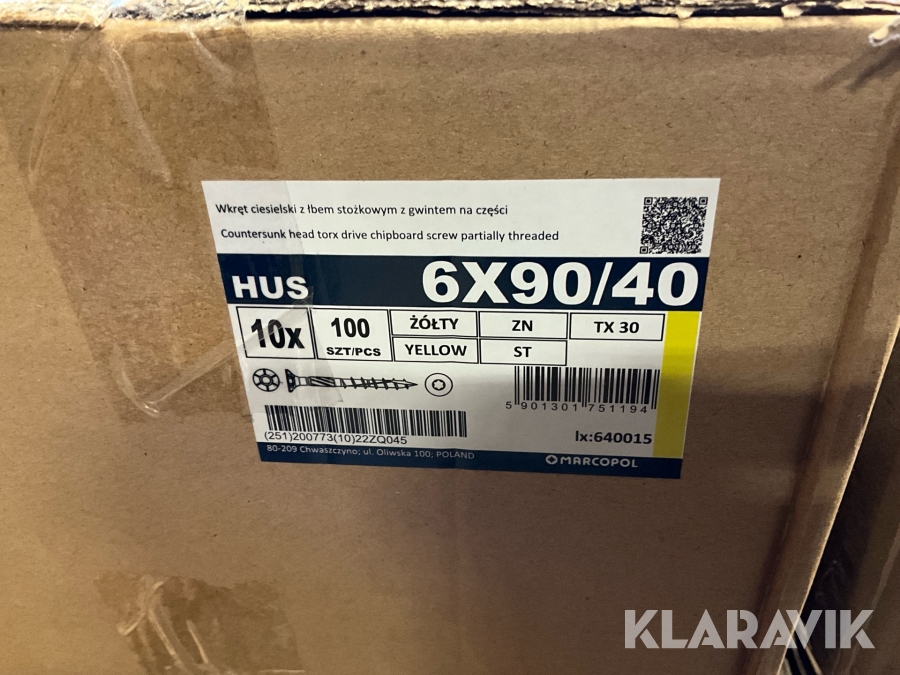 Wkręt ciesielski z łbem stożkowym z gwintem na części
Countersunk head torx drive chipboard screw partially threaded
HUS 6X90/40
10x 100 SZT/PCS ŻÓŁTY ZN TX 30
YELLOW ST
5 901301 751194
(251)200773(10)22ZQ045
lx:640015
80-209 Chwaszczyno; ul. Oliwska 100; POLAND
MARCOPOL
KLARAVIK